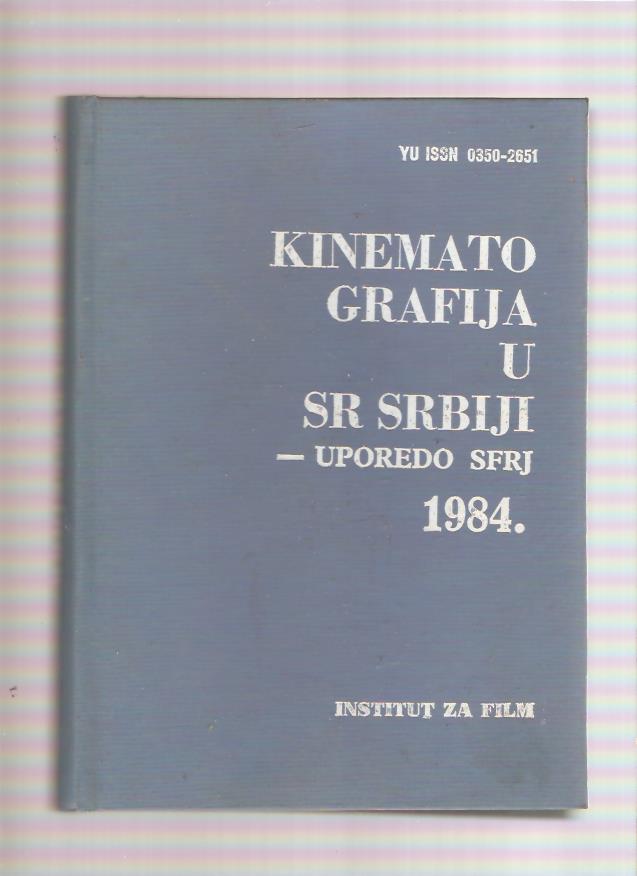 YU ISSN 0350-2651
KINEMATO
GRAFIJA
U
SR SRBIJI
— UPOREDO SFRJ
1984.
INSTITUT ZA FILM